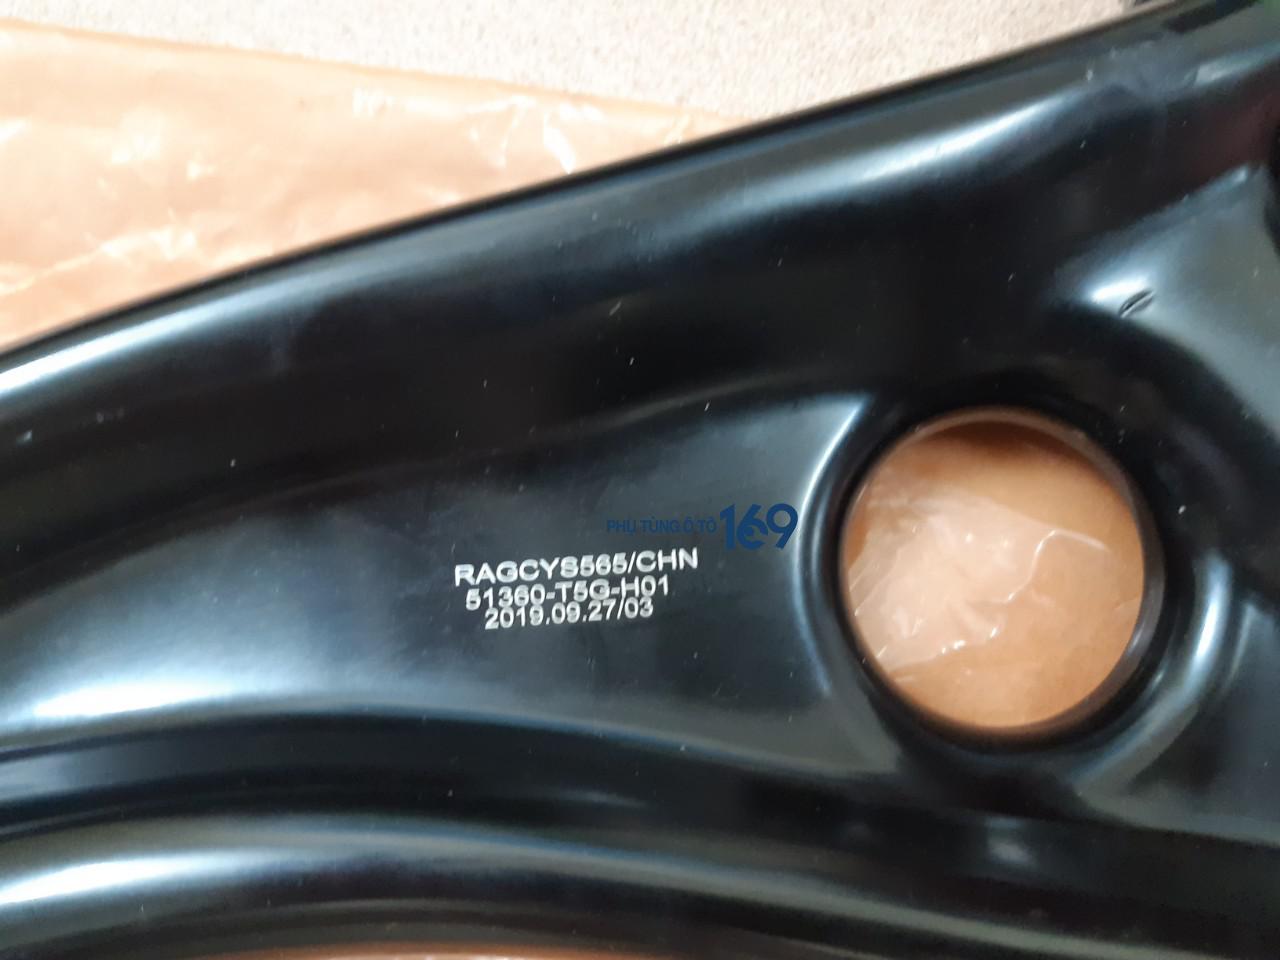 PHỤ TÙNG Ô TÔ 169
RAGCYS565/CHN
51360-T5G-H01
2019.09.27/03